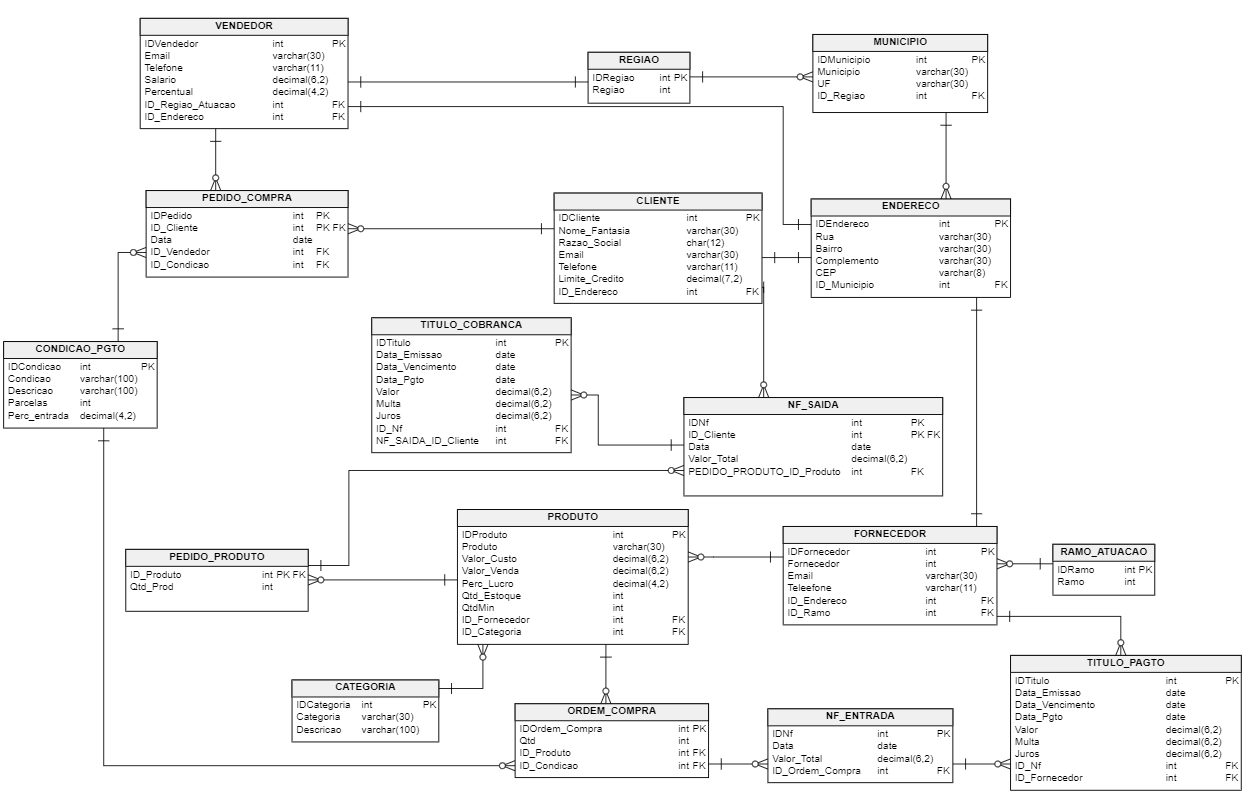 VENDEDOR
IDVendedor int PK
Email varchar(30)
Telefone varchar(11)
Salario decimal(6,2)
Percentual decimal(4,2)
ID_Regiao_Atuacao int FK
ID_Endereco int FK
REGIAO
IDRegiao int PK
Regiao int
MUNICIPIO
IDMunicipio int PK
Municipio varchar(30)
UF varchar(30)
ID_Regiao int FK
PEDIDO_COMPRA
IDPedido int PK
ID_Cliente int PK FK
Data date
ID_Vendedor int FK
ID_Condicao int FK
CLIENTE
IDCliente int PK
Nome_Fantasia varchar(30)
Razao_Social char(12)
Email varchar(30)
Telefone varchar(11)
Limite_Credito decimal(7,2)
ID_Endereco int FK
ENDERECO
IDEndereco int PK
Rua varchar(30)
Bairro varchar(30)
Complemento varchar(30)
CEP varchar(8)
ID_Municipio int FK
CONDICAO_PGTO
IDCondicao int PK
Condicao varchar(100)
Descricao varchar(100)
Parcelas int
Perc_entrada decimal(4,2)
TITULO_COBRANCA
IDTitulo int PK
Data_Emissao date
Data_Vencimento date
Data_Pgto date
Valor decimal(6,2)
Multa decimal(6,2)
Juros decimal(6,2)
ID_Nf int FK
NF_SAIDA_ID_Cliente int FK
NF_SAIDA
IDNf int PK
ID_Cliente int PK FK
Data date
Valor_Total decimal(6,2)
PEDIDO_PRODUTO_ID_Produto int FK
PEDIDO_PRODUTO
ID_Produto int PK FK
Qtd_Prod int
PRODUTO
IDProduto int PK
Produto varchar(30)
Valor_Custo decimal(6,2)
Valor_Venda decimal(6,2)
Perc_Lucro decimal(4,2)
Qtd_Estoque int
QtdMin int
ID_Fornecedor int FK
ID_Categoria int FK
FORNECEDOR
IDFornecedor int PK
Fornecedor int
Email varchar(30)
Teleefone varchar(11)
ID_Endereco int FK
ID_Ramo int FK
RAMO_ATUACAO
IDRamo int PK
Ramo int
CATEGORIA
IDCategoria int PK
Categoria varchar(30)
Descricao varchar(100)
ORDEM_COMPRA
IDOrdem_Compra int PK
Qtd int
ID_Produto int FK
ID_Condicao int FK
NF_ENTRADA
IDNf int PK
Data date
Valor_Total decimal(6,2)
ID_Ordem_Compra int FK
TITULO_PAGTO
IDTitulo int PK
Data_Emissao date
Data_Vencimento date
Data_Pgto date
Valor decimal(6,2)
Multa decimal(6,2)
Juros decimal(6,2)
ID_Nf int FK
ID_Fornecedor int FK